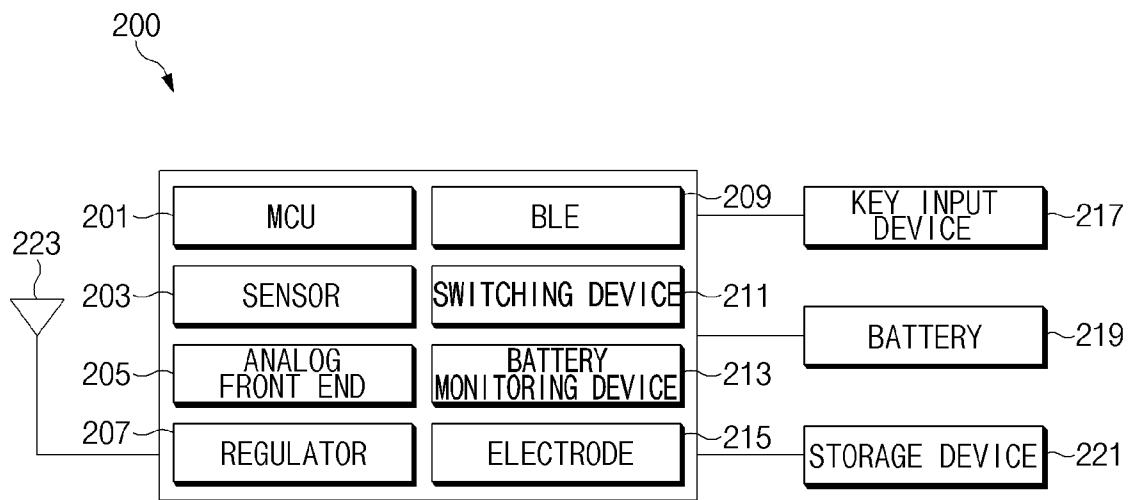 200
201
MCU
BLE
209
KEY INPUT
DEVICE
217
223
203
SENSOR
SWITCHING DEVICE
211
BATTERY
219
205
ANALOG
FRONT END
BATTERY
MONITORING DEVICE
213
207
REGULATOR
ELECTRODE
215
STORAGE DEVICE
221